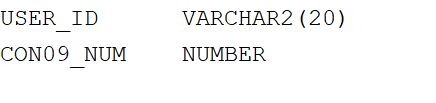 USER_ID VARCHAR2(20)
CON09_NUM NUMBER